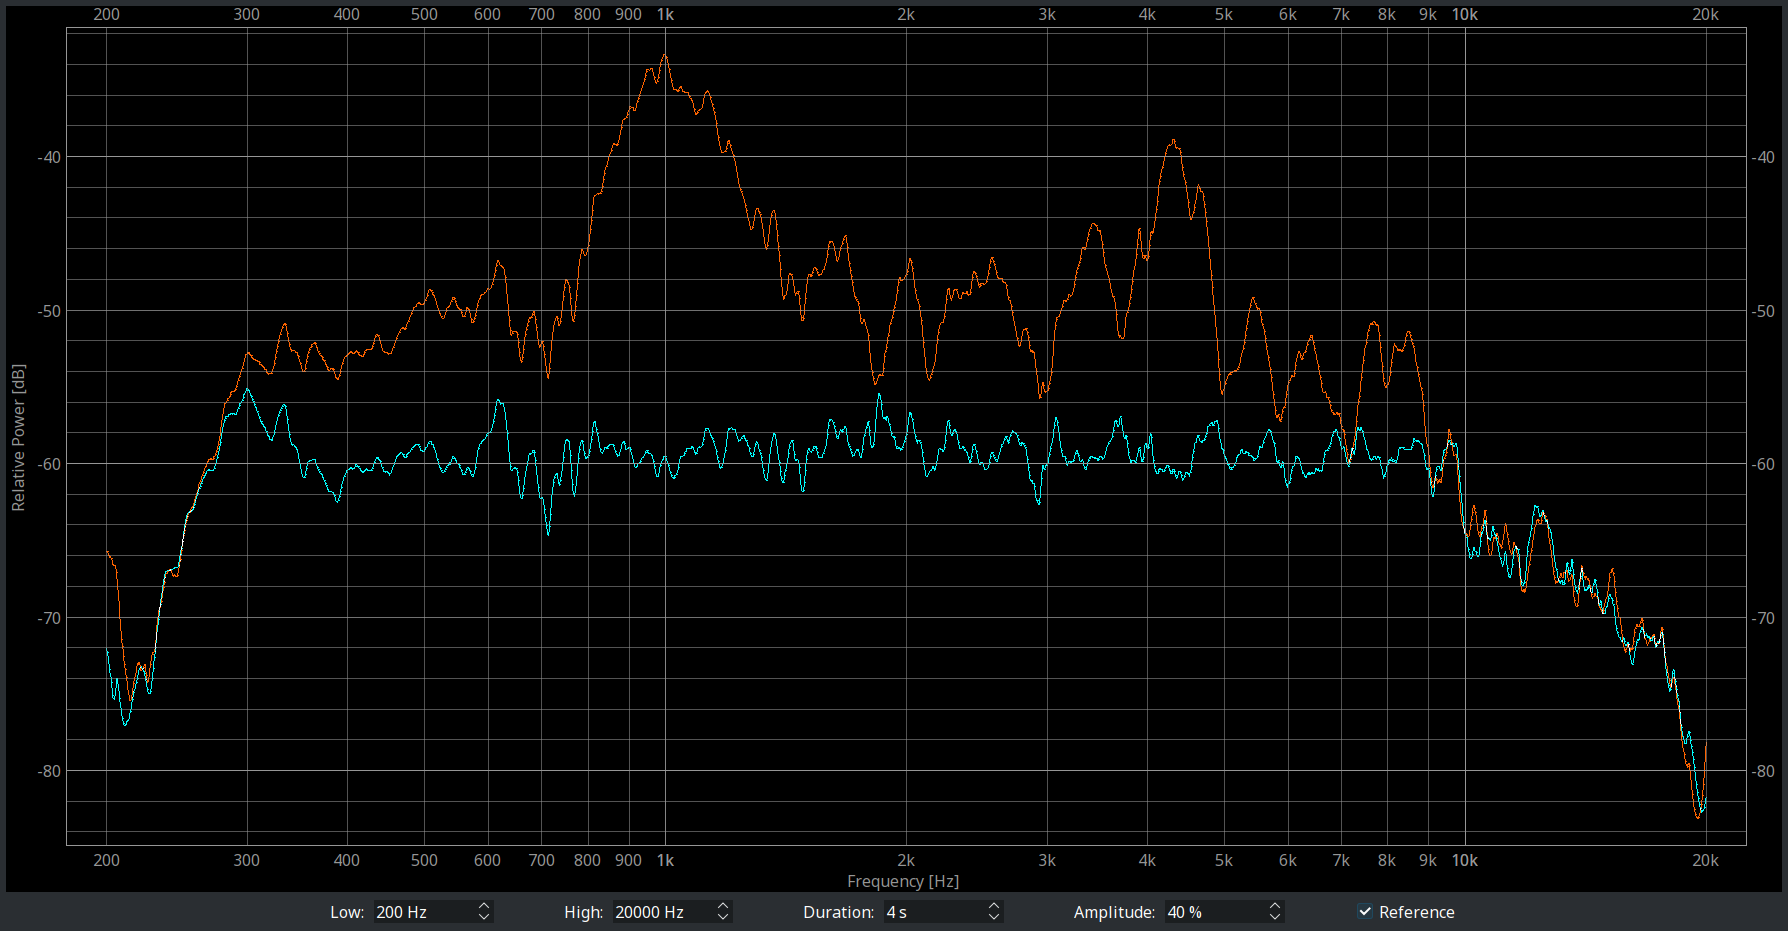 200 300 400 500 600 700 800 900 1k 2k 3k 4k 5k 6k 7k 8k 9k 10k 20k
-40 -40
-50 -50
-60 -60
-70 -70
-80 -80
Relative Power [dB]
200 300 400 500 600 700 800 900 1k 2k 3k 4k 5k 6k 7k 8k 9k 10k 20k
Frequency [Hz]
Low: 200 Hz High: 20000 Hz Duration: 4 s Amplitude: 40 % Reference